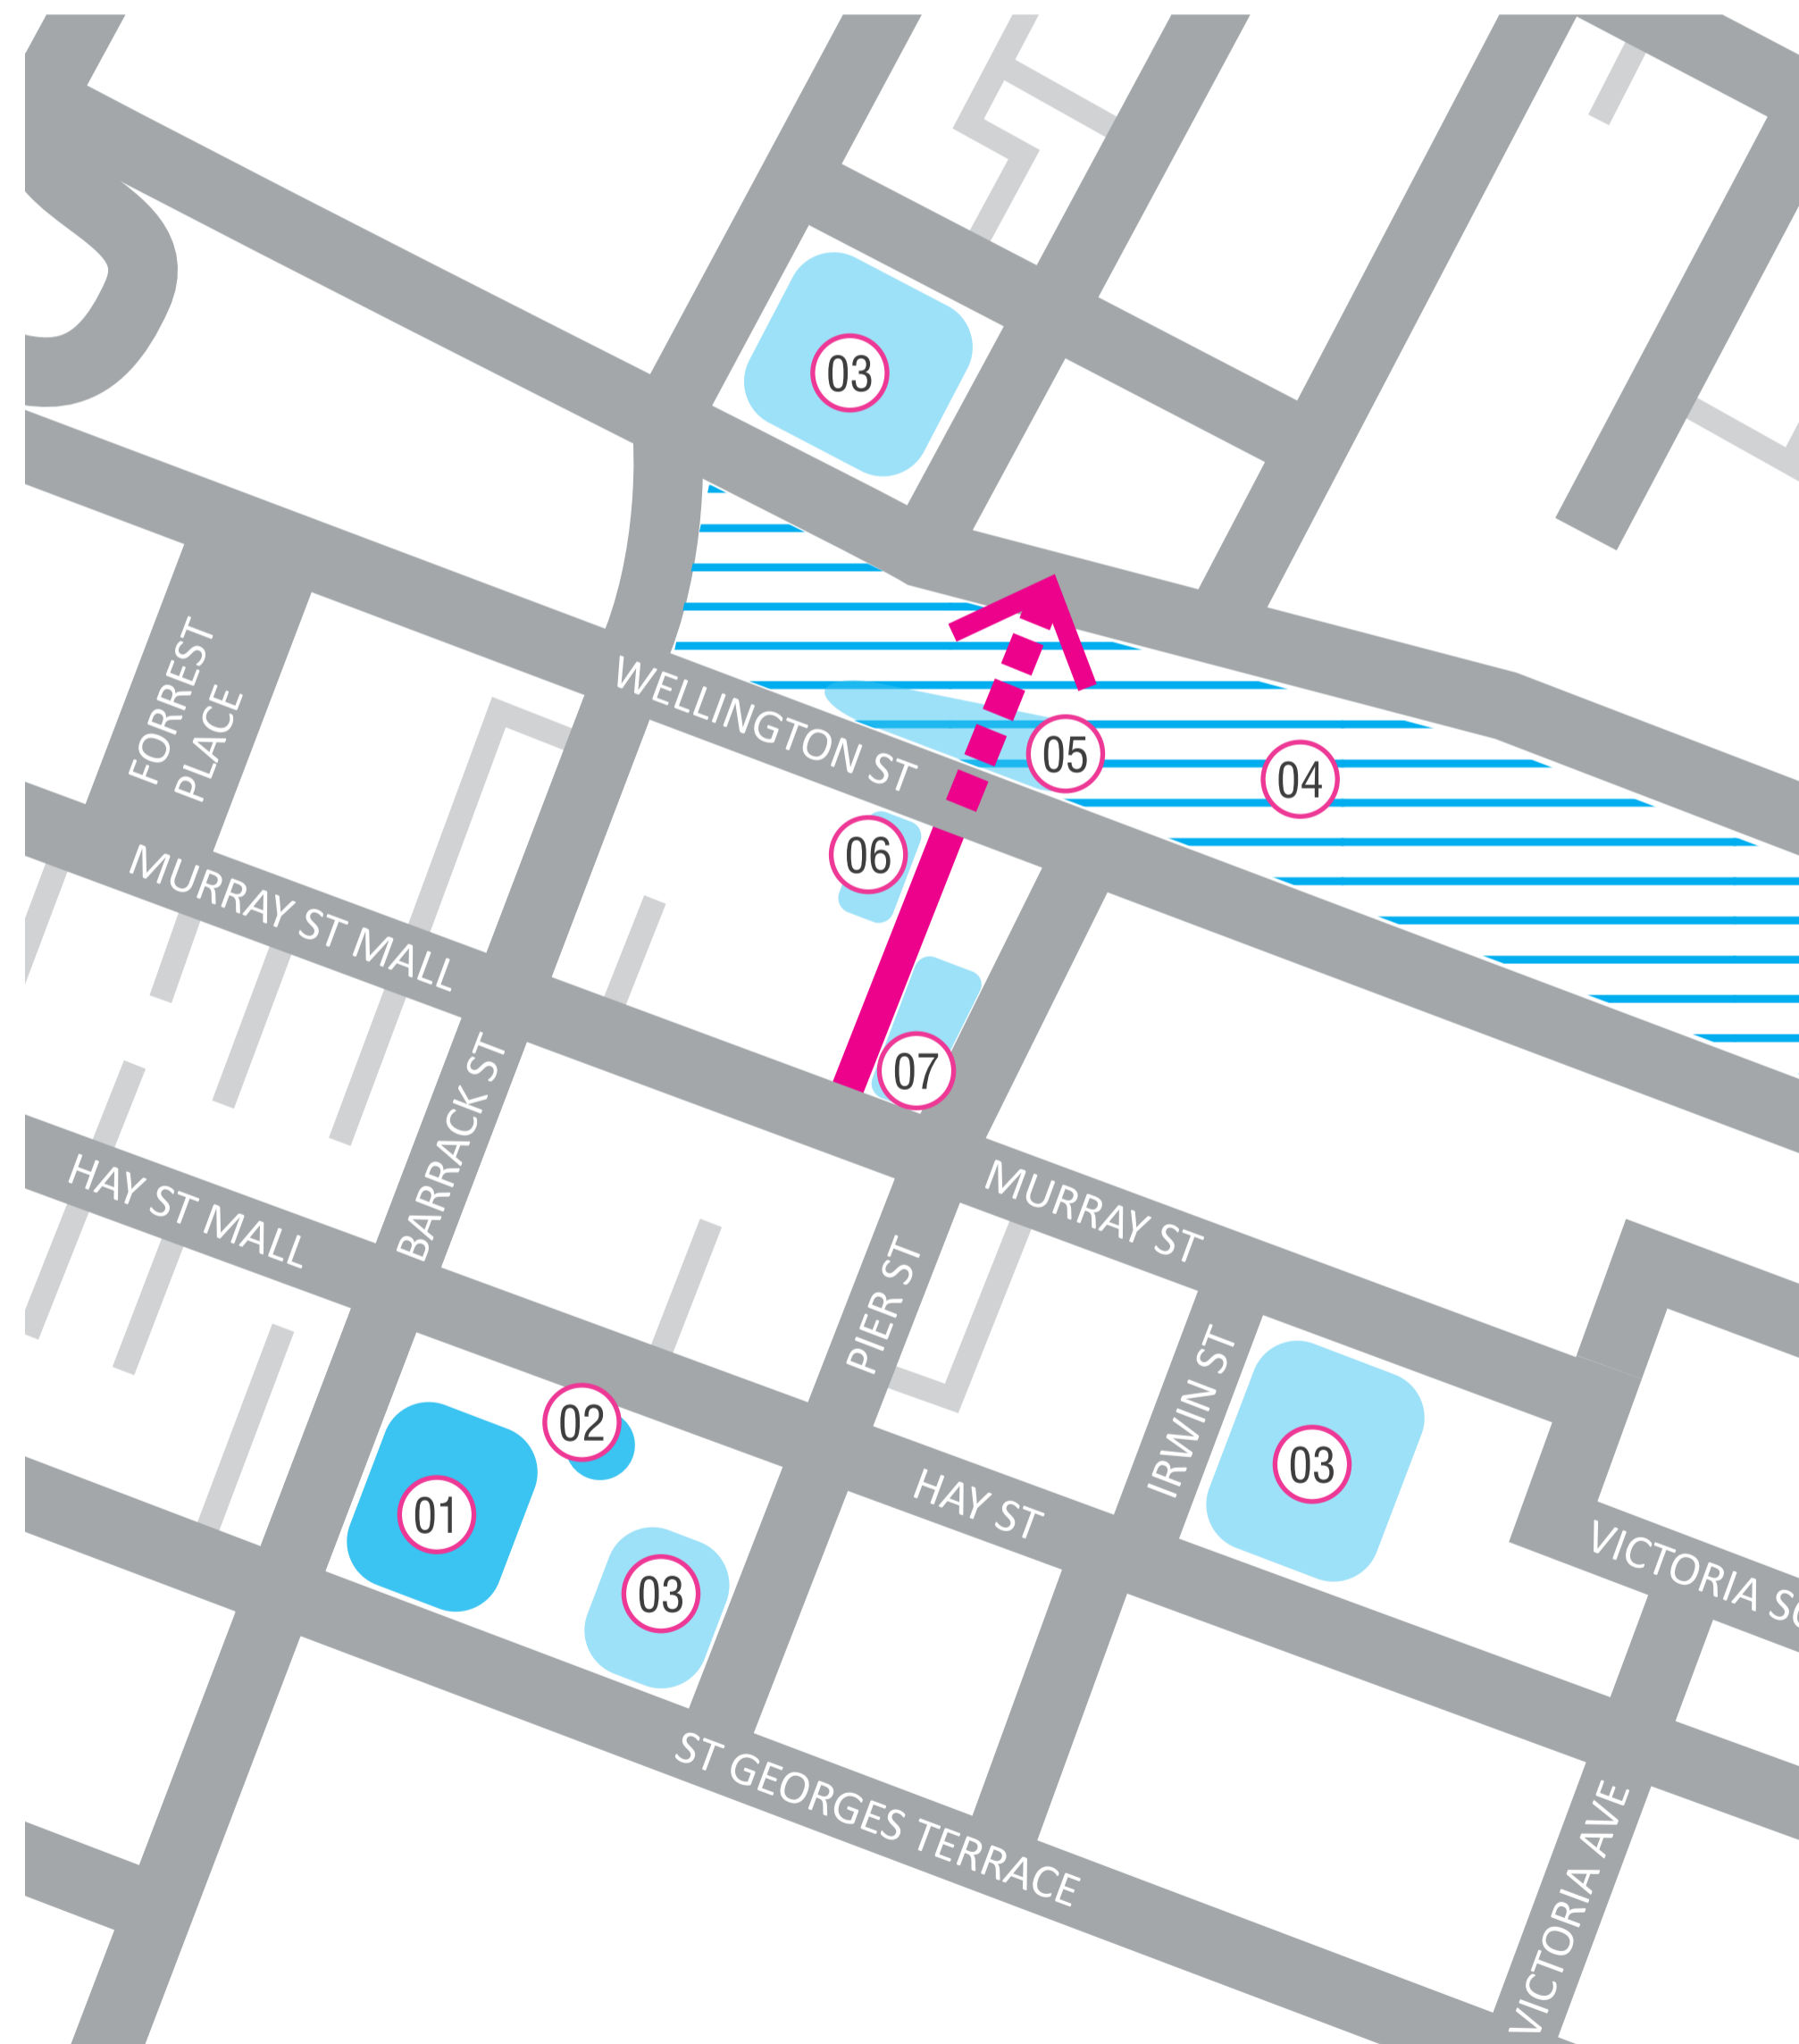 03
FORREST
PLACE
WELLINGTON ST
05
04
06
MURRAY ST MALL
07
BARRACK ST
HAY ST MALL
MURRAY ST
PIER ST
IRWIN ST
02
03
01
HAY ST
VICTORIA SQ
03
ST GEORGES TERRACE
VICTORIA AVE